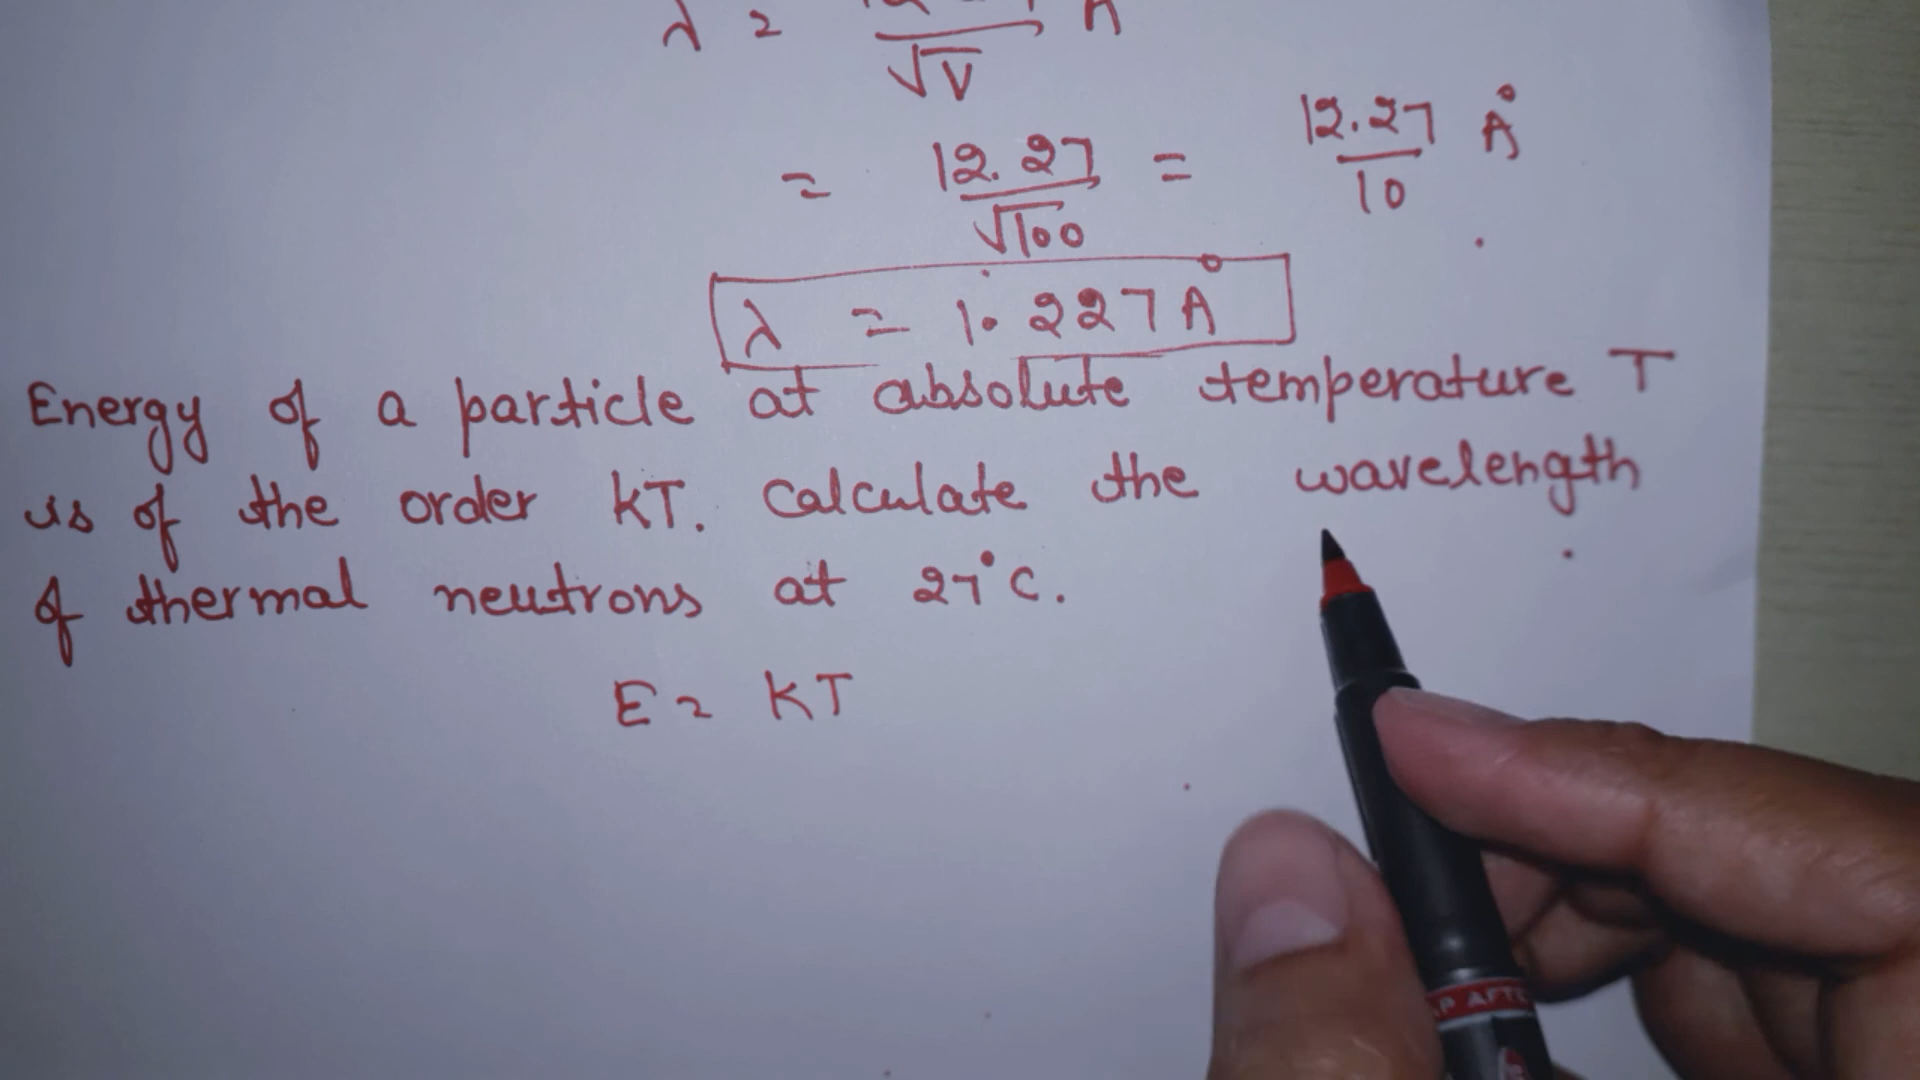 λ = / √V Å
= 12.27 / √100 = 12.27 / 10 Å
λ = 1.227 Å
Energy of a particle at absolute temperature T
is of the order kT. Calculate the wavelength
of thermal neutrons at 27°C.
E = KT